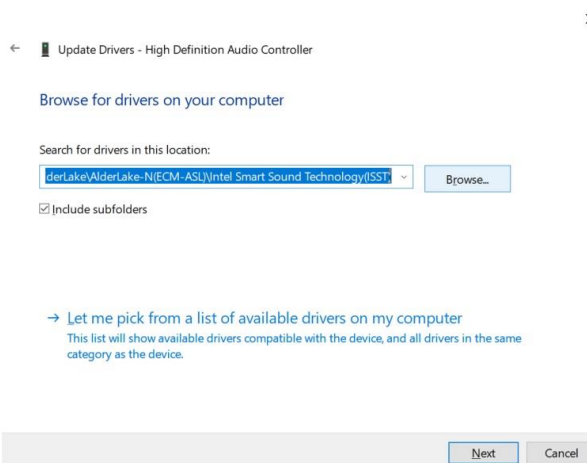 Update Drivers - High Definition Audio Controller
Browse for drivers on your computer
Search for drivers in this location:
derLake\AlderLake-N(ECM-ASL)\Intel Smart Sound Technology(ISST)
Browse...
Include subfolders
Let me pick from a list of available drivers on my computer
This list will show available drivers compatible with the device, and all drivers in the same
category as the device.
Next
Cancel